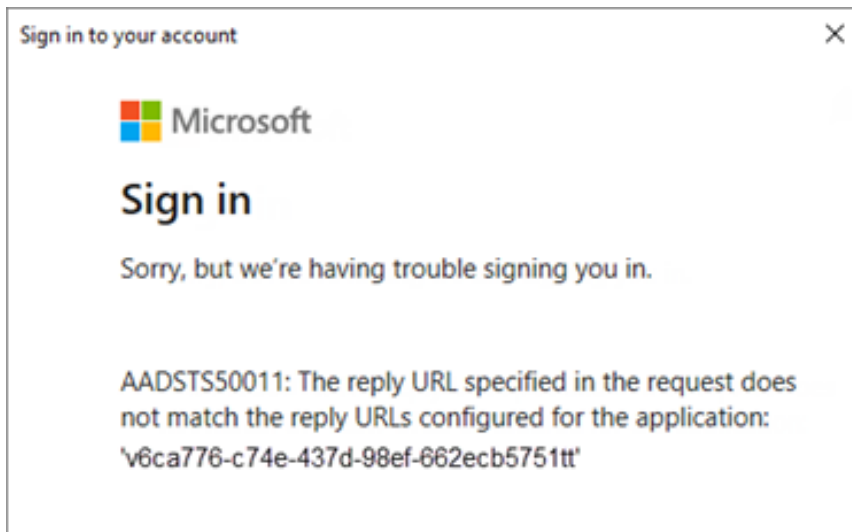 Sign in to your account
Microsoft
Sign in
Sorry, but we're having trouble signing you in.
AADSTS50011: The reply URL specified in the request does
not match the reply URLs configured for the application:
'v6ca776-c74e-437d-98ef-662ecb5751tt'